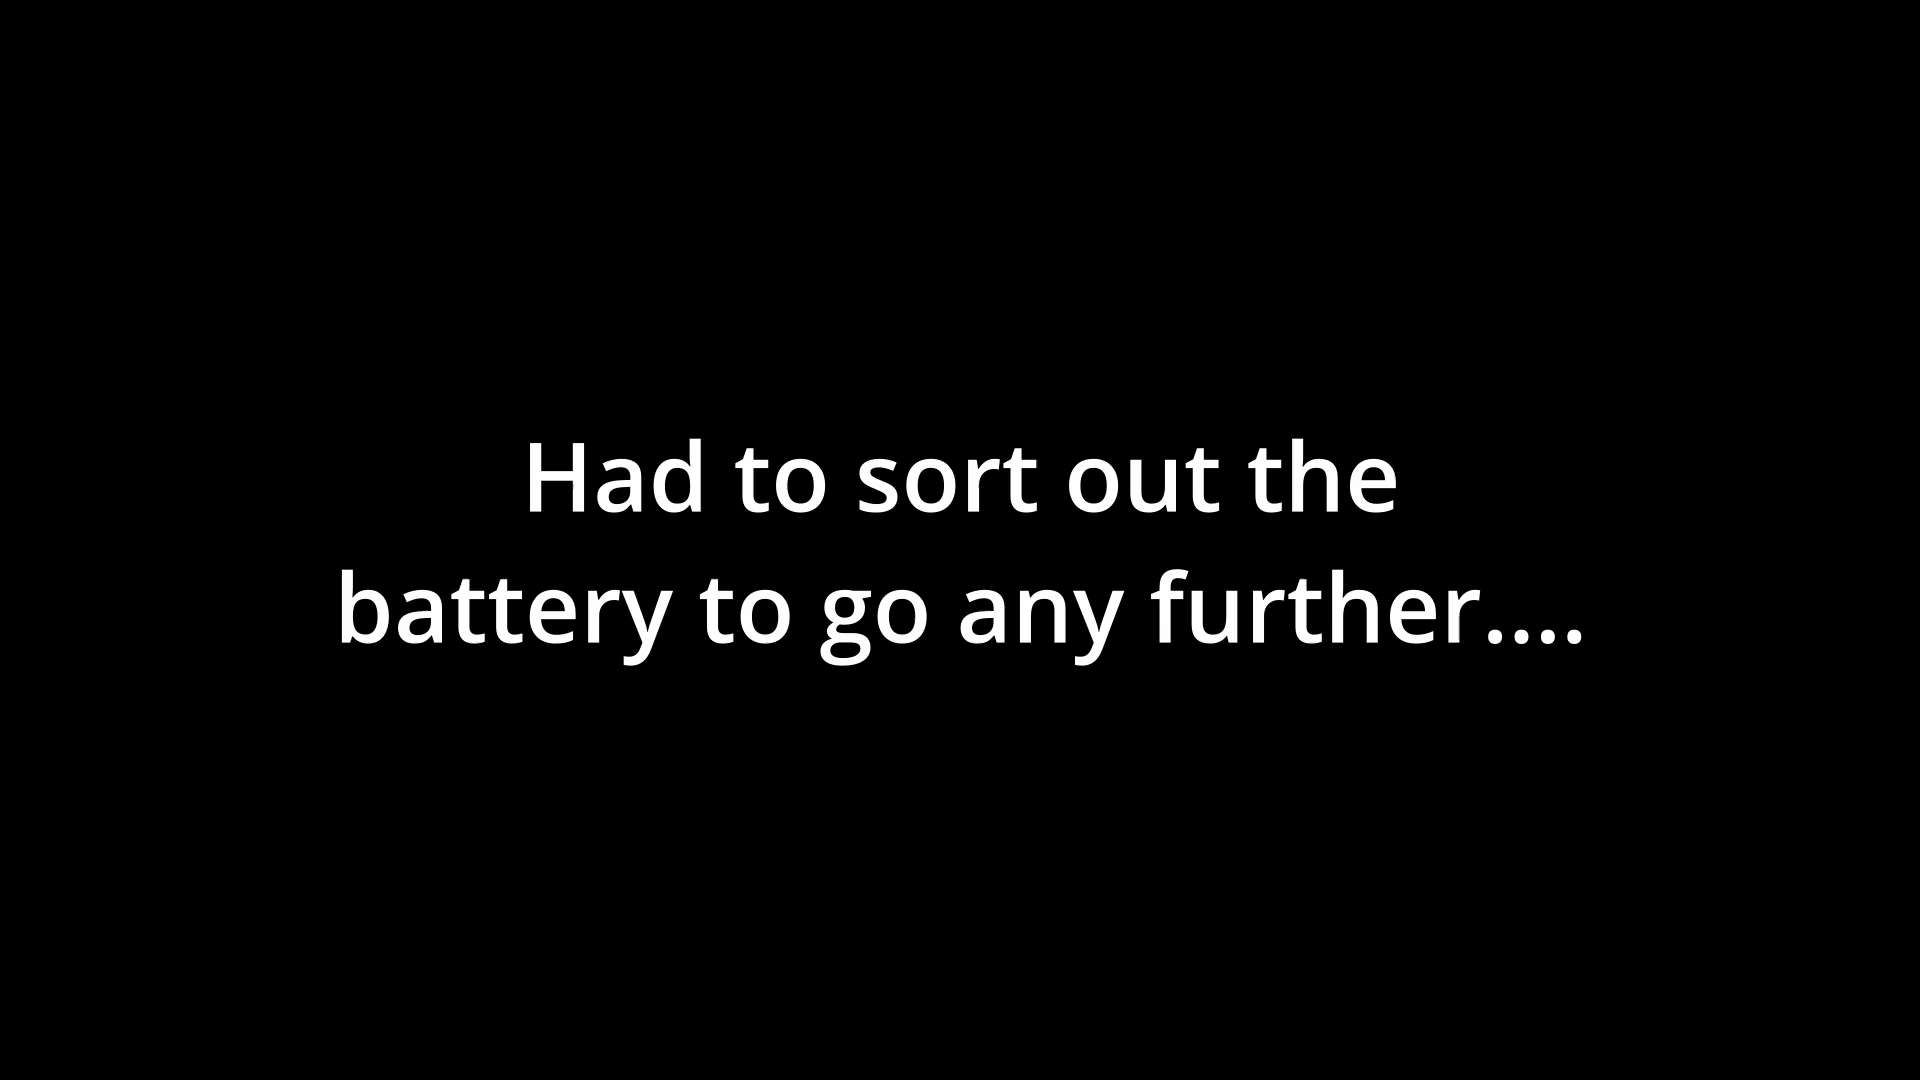 Had to sort out the
battery to go any further....